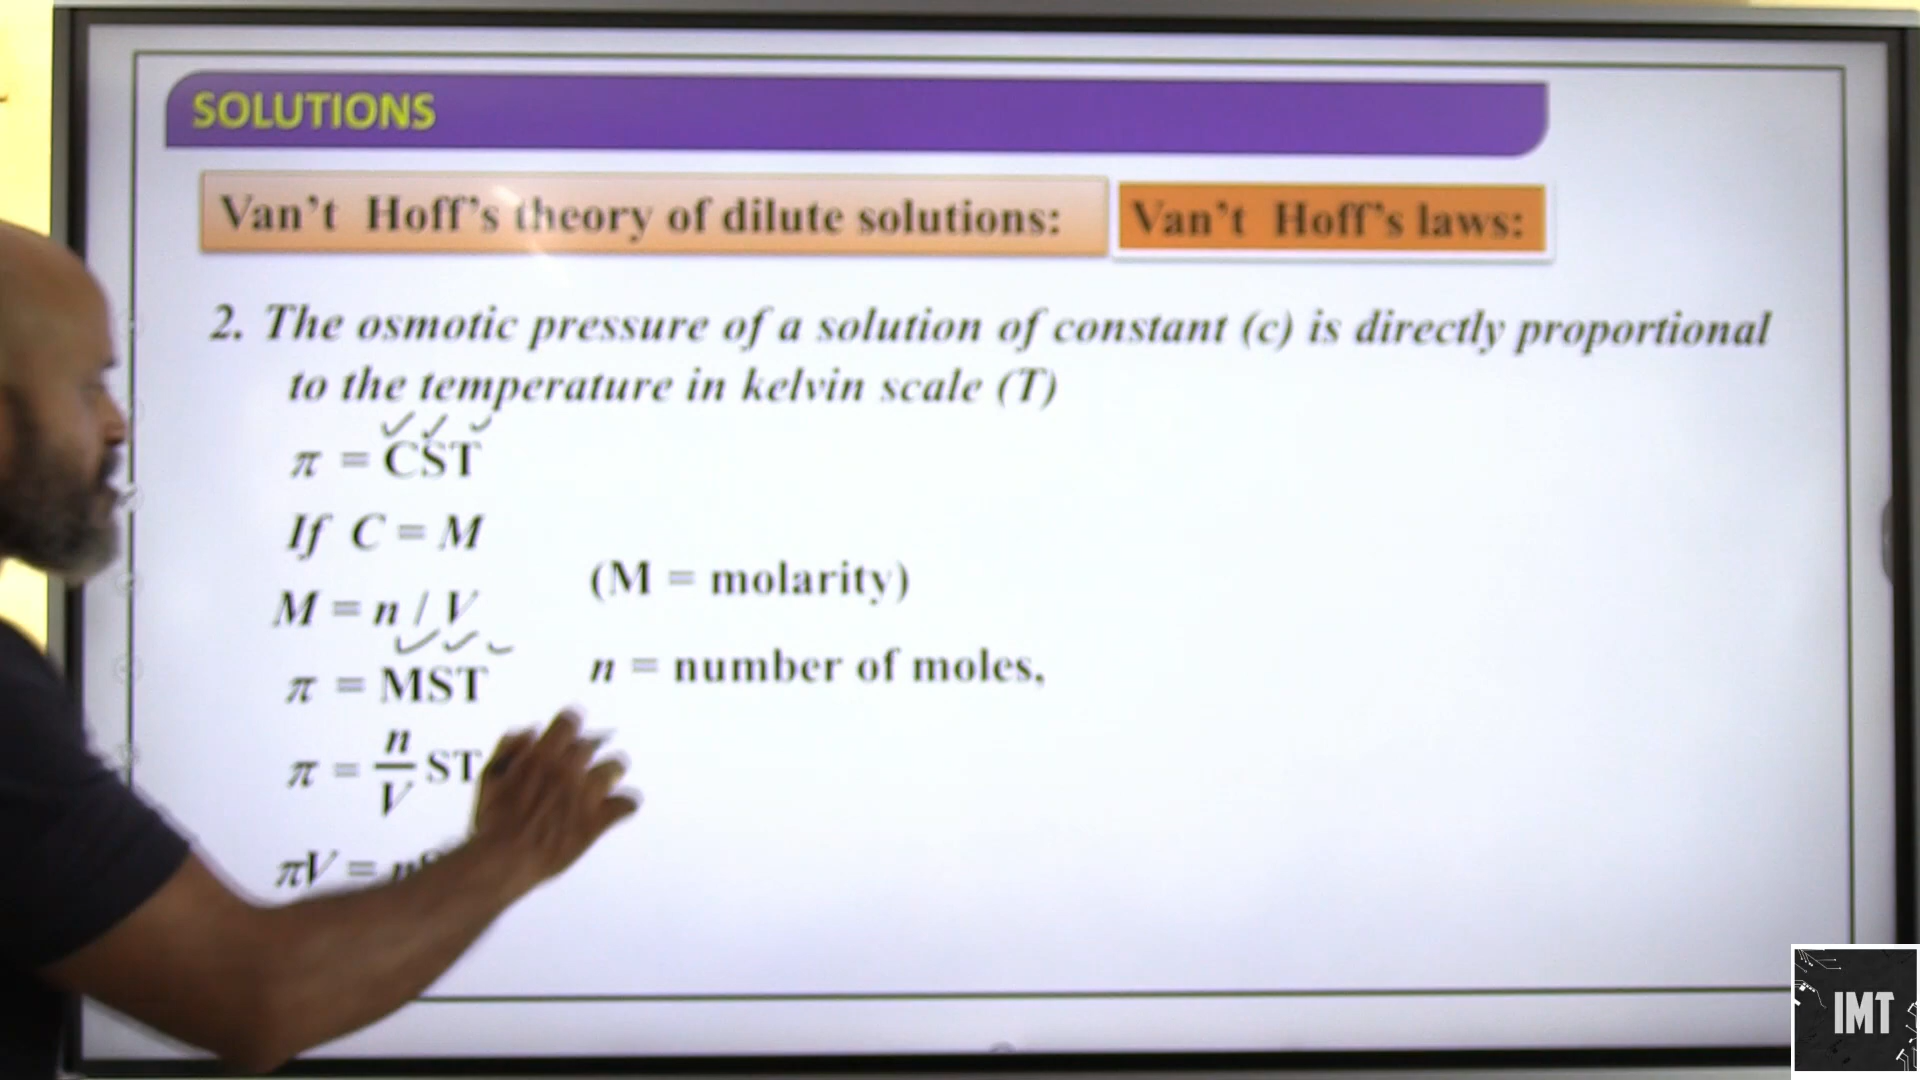 SOLUTIONS
Van't Hoff's theory of dilute solutions:
Van't Hoff's laws:
2. The osmotic pressure of a solution of constant (c) is directly proportional
to the temperature in kelvin scale (T)
π = CST
If C = M
(M = molarity)
M = n / V
n = number of moles,
π = MST
π = n/V ST
πV = n
IMT